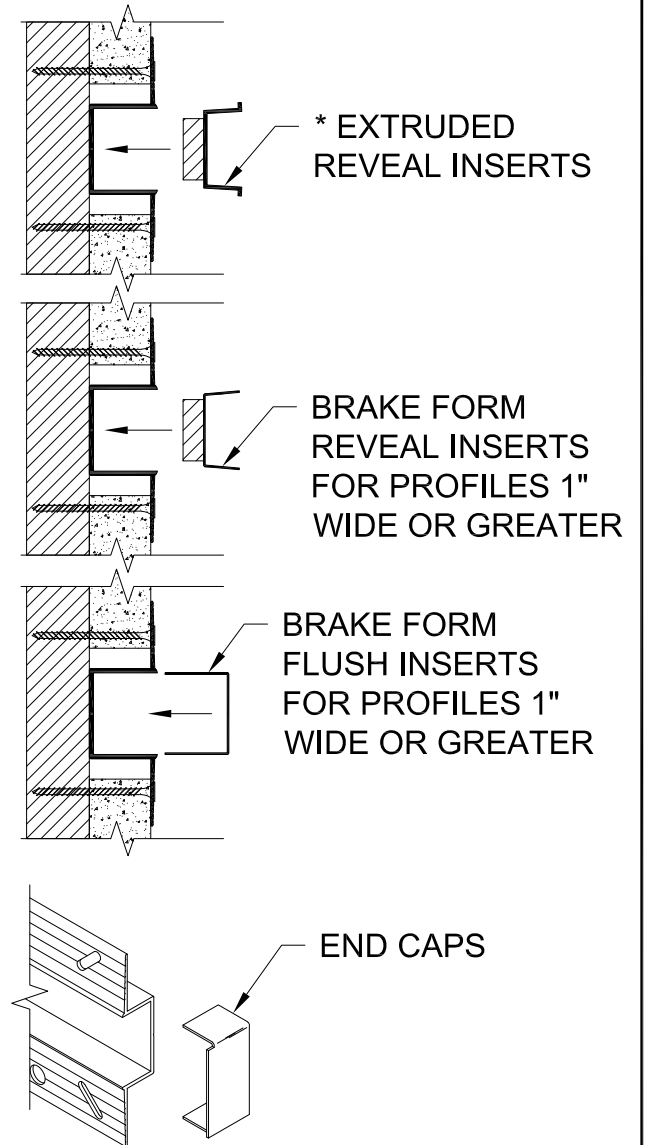 * EXTRUDED
REVEAL INSERTS
BRAKE FORM
REVEAL INSERTS
FOR PROFILES 1"
WIDE OR GREATER
BRAKE FORM
FLUSH INSERTS
FOR PROFILES 1"
WIDE OR GREATER
END CAPS